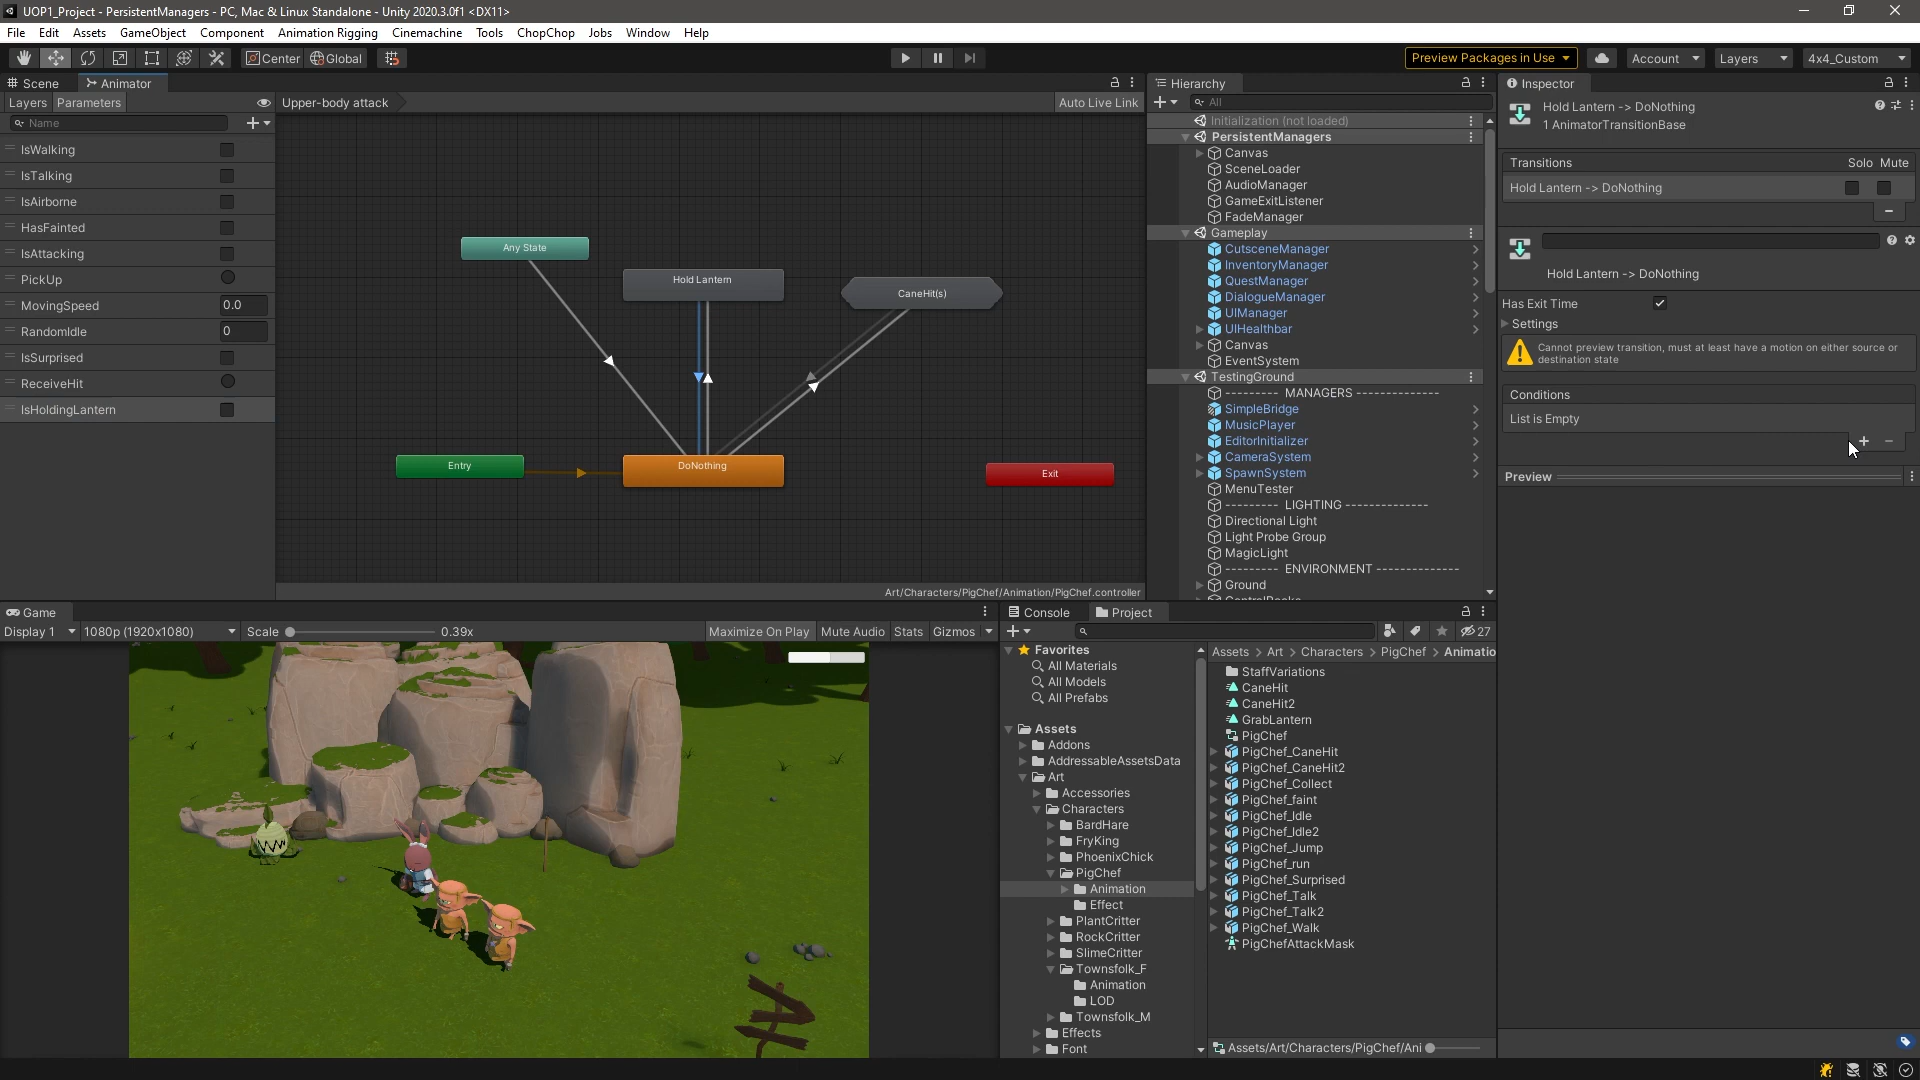 UOP1_Project - PersistentManagers - PC, Mac & Linux Standalone - Unity 2020.3.0f1 <DX11>
File Edit Assets GameObject Component Animation Rigging Cinemachine Tools ChopChop Jobs Window Help
Center Global Preview Packages in Use Account Layers 4x4_Custom
Scene Animator
Layers Parameters Upper-body attack Auto Live Link
Name
IsWalking
IsTalking
IsAirborne
HasFainted
IsAttacking
PickUp
MovingSpeed 0.0
RandomIdle 0
IsSurprised
ReceiveHit
IsHoldingLantern
Any State
Hold Lantern
CaneHit(s)
Entry
DoNothing
Exit
Art/Characters/PigChef/Animation/PigChef.controller
Hierarchy
All
Initialization (not loaded)
PersistentManagers
Canvas
SceneLoader
AudioManager
GameExitListener
FadeManager
Gameplay
CutsceneManager
InventoryManager
QuestManager
DialogueManager
UIManager
UIHealthbar
Canvas
EventSystem
TestingGround
--------- MANAGERS --------------
SimpleBridge
MusicPlayer
EditorInitializer
CameraSystem
SpawnSystem
MenuTester
--------- LIGHTING --------------
Directional Light
Light Probe Group
MagicLight
--------- ENVIRONMENT --------------
Ground
Inspector
Hold Lantern -> DoNothing
1 AnimatorTransitionBase
Transitions Solo Mute
Hold Lantern -> DoNothing
Hold Lantern -> DoNothing
Has Exit Time
Settings
Cannot preview transition, must at least have a motion on either source or
destination state
Conditions
List is Empty
Preview
Game
Display 1 1080p (1920x1080) Scale 0.39x Maximize On Play Mute Audio Stats Gizmos
Console Project
27
Favorites
All Materials
All Models
All Prefabs
Assets
Addons
AddressableAssetsData
Art
Accessories
Characters
BardHare
FryKing
PhoenixChick
PigChef
Animation
Effect
PlantCritter
RockCritter
SlimeCritter
Townsfolk_F
Animation
LOD
Townsfolk_M
Effects
Font
Assets > Art > Characters > PigChef > Animatio
StaffVariations
CaneHit
CaneHit2
GrabLantern
PigChef
PigChef_CaneHit
PigChef_CaneHit2
PigChef_Collect
PigChef_faint
PigChef_Idle
PigChef_Idle2
PigChef_Jump
PigChef_run
PigChef_Surprised
PigChef_Talk
PigChef_Talk2
PigChef_Walk
PigChefAttackMask
Assets/Art/Characters/PigChef/Ani